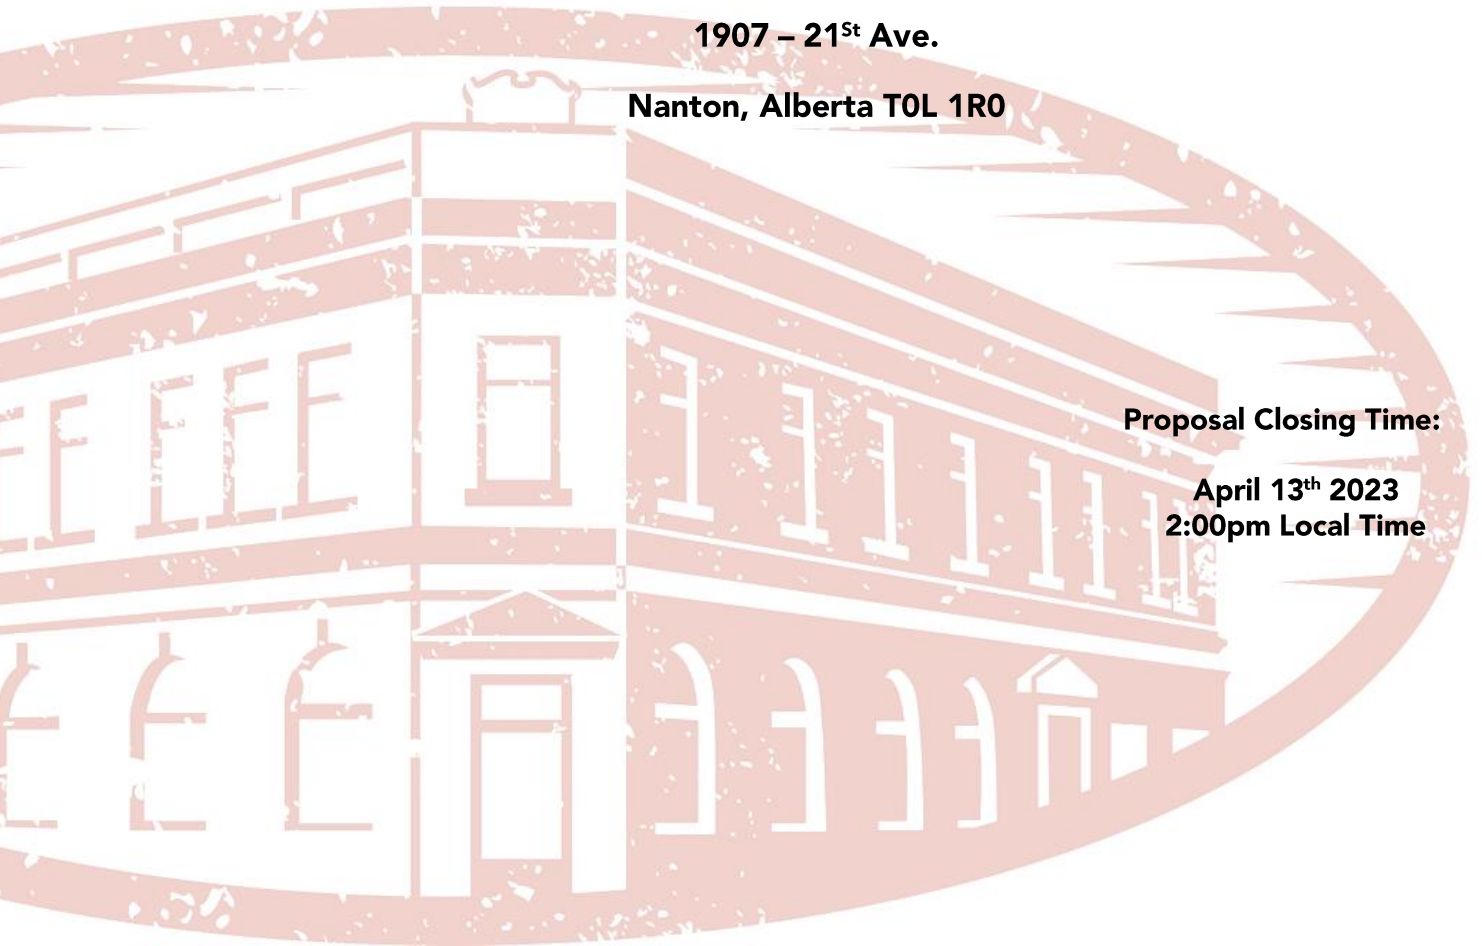 1907 – 21St Ave.
Nanton, Alberta T0L 1R0
Proposal Closing Time:
April 13th 2023
2:00pm Local Time